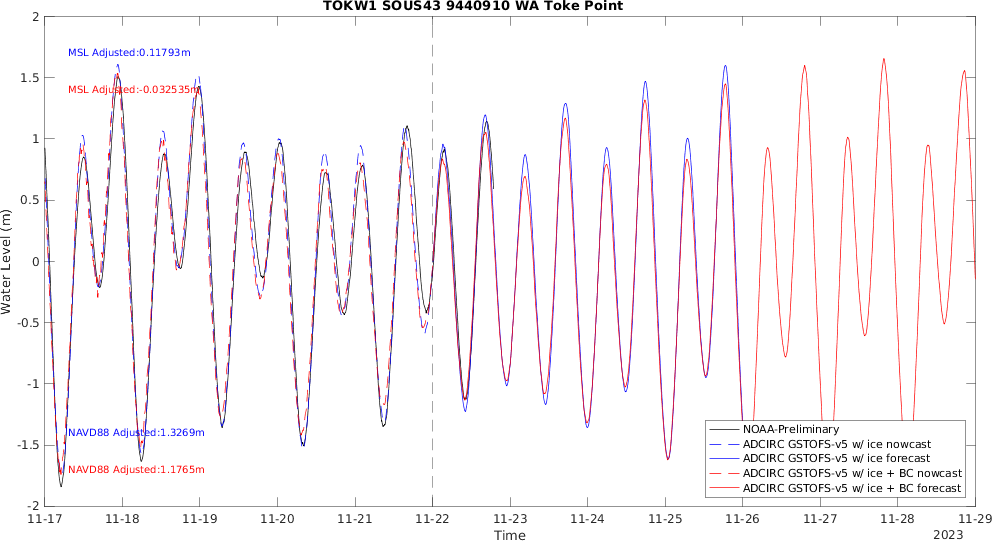 TOKW1 SOUS43 9440910 WA Toke Point
MSL Adjusted:0.11793m
MSL Adjusted:-0.032535m
NAVD88 Adjusted:1.3269m
NAVD88 Adjusted:1.1765m
Water Level (m)
2
1.5
1
0.5
0
-0.5
-1
-1.5
-2
NOAA-Preliminary
ADCIRC GSTOFS-v5 w/ ice nowcast
ADCIRC GSTOFS-v5 w/ ice forecast
ADCIRC GSTOFS-v5 w/ ice + BC nowcast
ADCIRC GSTOFS-v5 w/ ice + BC forecast
11-17 11-18 11-19 11-20 11-21 11-22 11-23 11-24 11-25 11-26 11-27 11-28 11-29
Time
2023